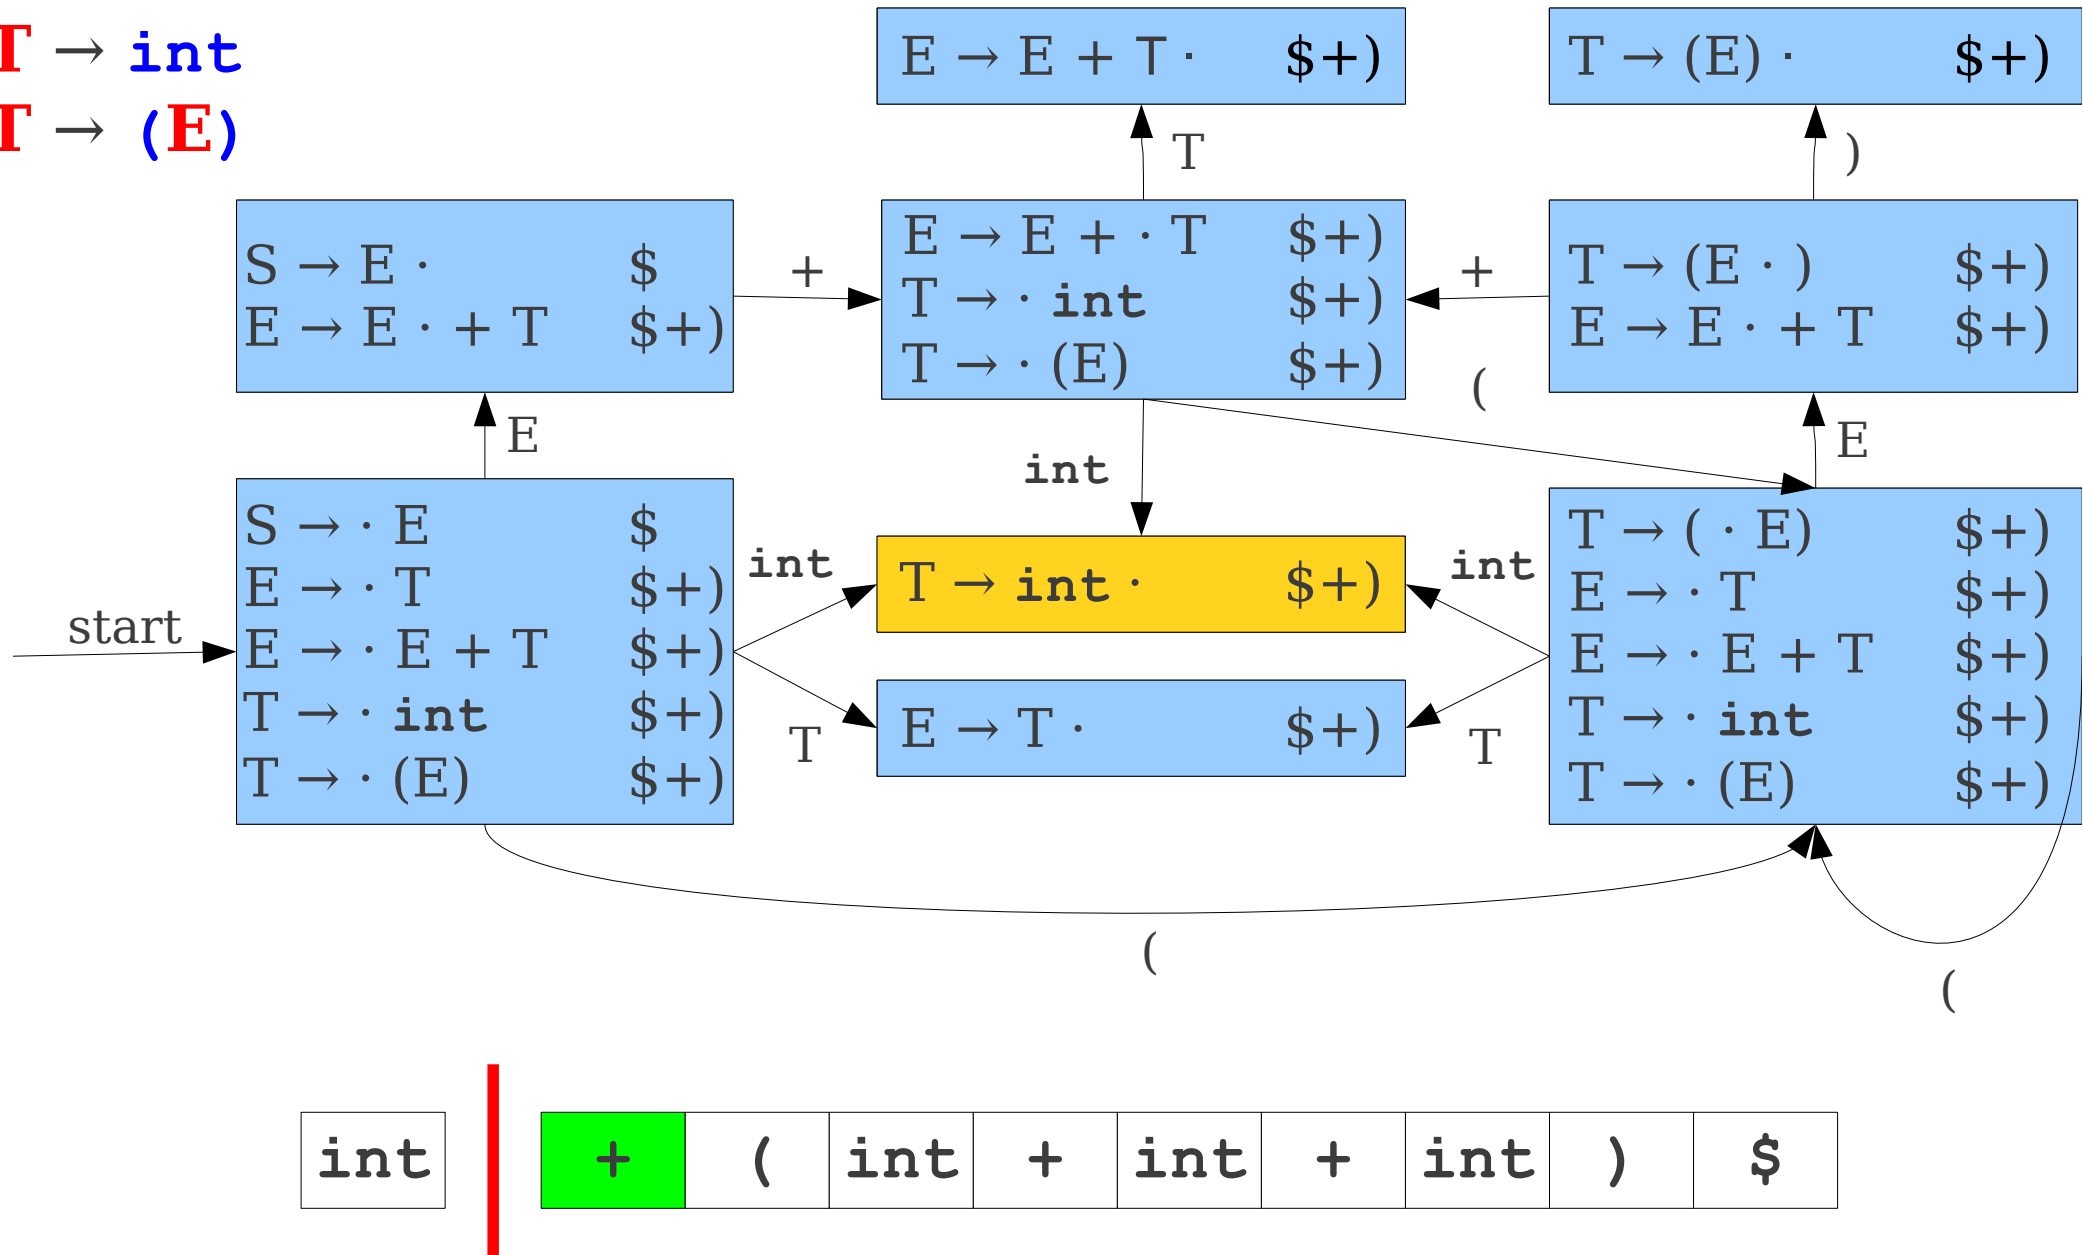 T → int
T → (E)
E → E + T · $+)
T → (E) · $+)
T
)
S → E · $
E → E · + T $+)
+
E → E + · T $+)
T → · int $+)
T → · (E) $+)
+
T → (E · ) $+)
E → E · + T $+)
(
E
int
E
start
S → · E $
E → · T $+)
E → · E + T $+)
T → · int $+)
T → · (E) $+)
int
T
T → int · $+)
E → T · $+)
int
T
T → ( · E) $+)
E → · T $+)
E → · E + T $+)
T → · int $+)
T → · (E) $+)
(
(
int + ( int + int + int ) $